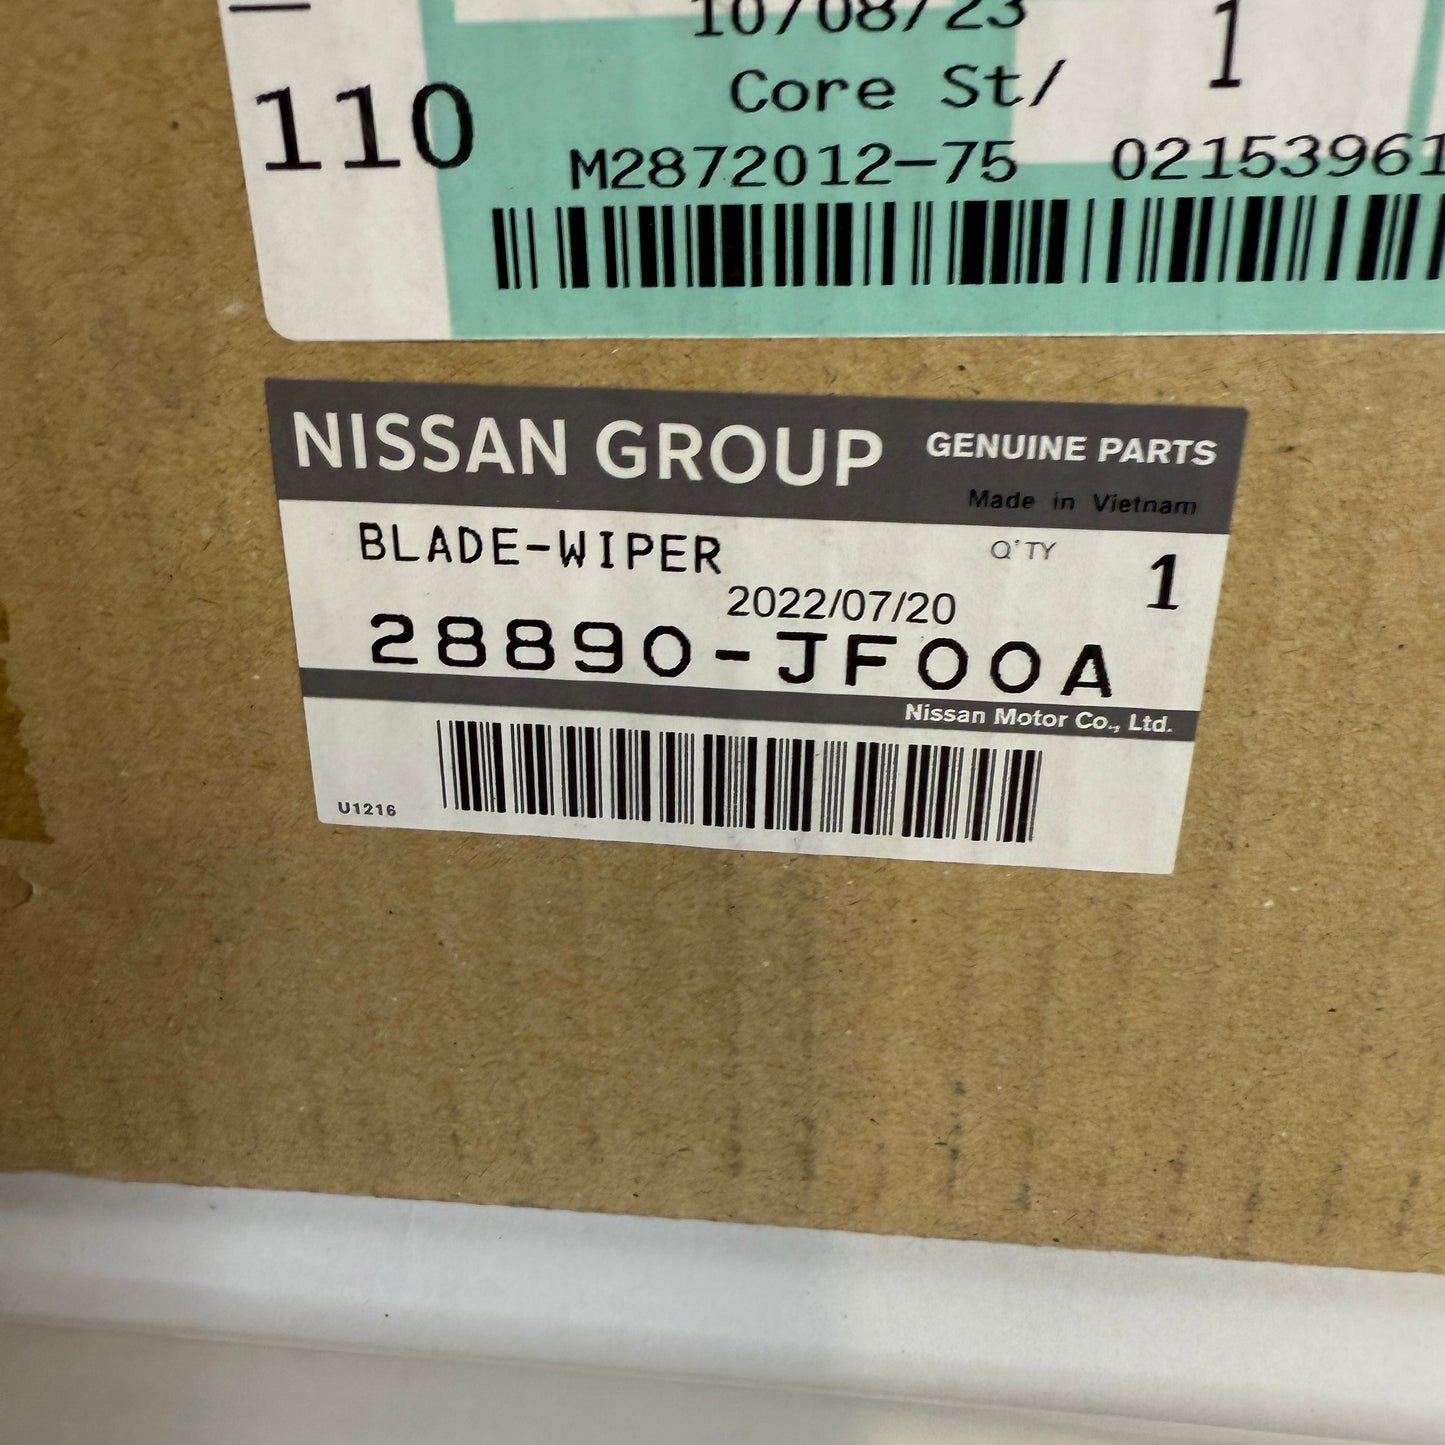 10/08/23
1
Core St/
110
M2872012-75 02153961
NISSAN GROUP GENUINE PARTS
Made in Vietnam
BLADE-WIPER Q'TY 1
2022/07/20
28890-JF00A
Nissan Motor Co., Ltd.
U1216